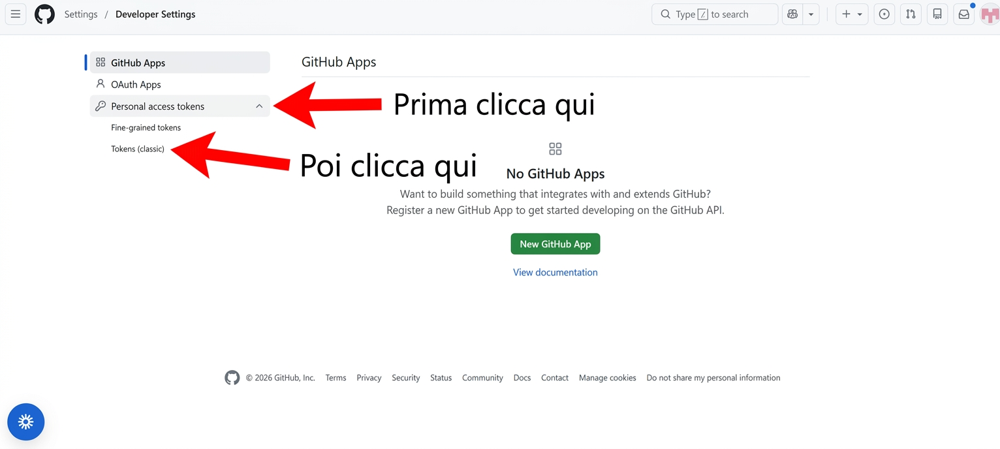 Settings / Developer Settings
Type / to search
GitHub Apps
OAuth Apps
Personal access tokens
Fine-grained tokens
Tokens (classic)
GitHub Apps
Prima clicca qui
Poi clicca qui
No GitHub Apps
Want to build something that integrates with and extends GitHub?
Register a new GitHub App to get started developing on the GitHub API.
New GitHub App
View documentation
© 2026 GitHub, Inc. Terms Privacy Security Status Community Docs Contact Manage cookies Do not share my personal information